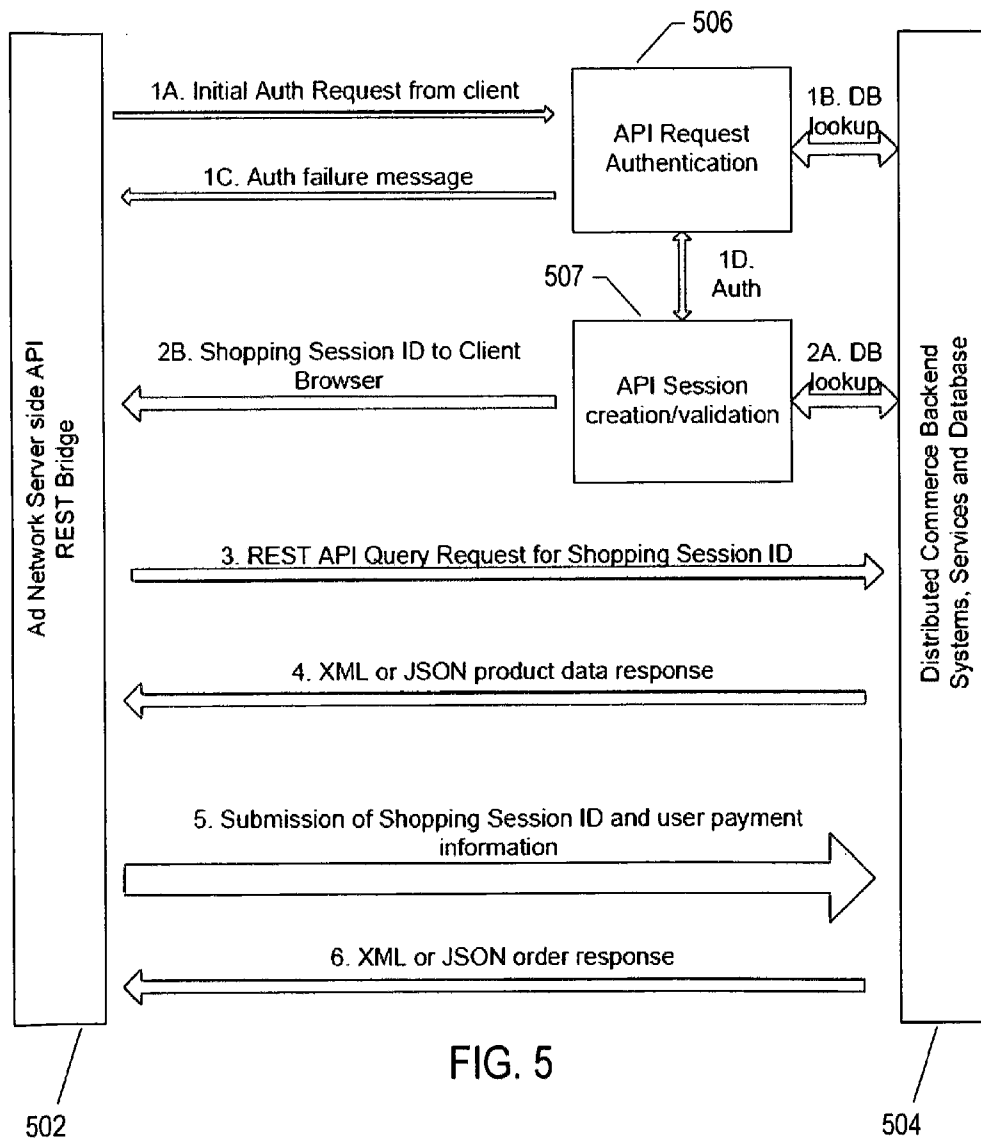 506
1A. Initial Auth Request from client
1B. DB
lookup
API Request
Authentication
1C. Auth failure message
507
1D.
Auth
2B. Shopping Session ID to Client
Browser
2A. DB
lookup
API Session
creation/validation
Ad Network Server side API
REST Bridge
Distributed Commerce Backend
Systems, Services and Database
3. REST API Query Request for Shopping Session ID
4. XML or JSON product data response
5. Submission of Shopping Session ID and user payment
information
6. XML or JSON order response
FIG. 5
502
504